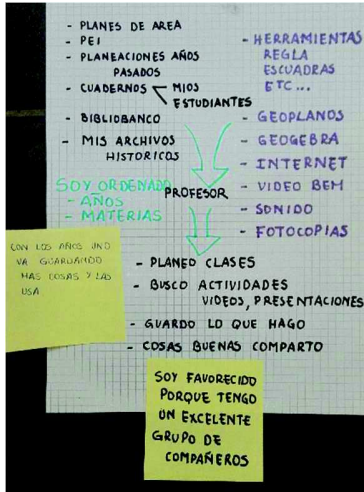 - PLANES DE AREA
- PEI
- PLANEACIONES AÑOS
PASADOS
- CUADERNOS
MIOS
ESTUDIANTES
- BIBLIOBANCO
- MIS ARCHIVOS
HISTORICOS
- HERRAMIENTAS
REGLA
ESCUADRAS
ETC...
- GEOPLANOS
- GEOGEBRA
- INTERNET
- VIDEO BEM
- SONIDO
- FOTOCOPIAS
SOY ORDENADO
- AÑOS
- MATERIAS
PROFESOR
CON LOS AÑOS UNO
VA GUARDANDO
MAS COSAS Y LAS
USA
- PLANEO CLASES
- BUSCO ACTIVIDADES
VIDEOS, PRESENTACIONES
- GUARDO LO QUE HAGO
- COSAS BUENAS COMPARTO
SOY FAVORECIDO
PORQUE TENGO
UN EXCELENTE
GRUPO DE
COMPAÑEROS